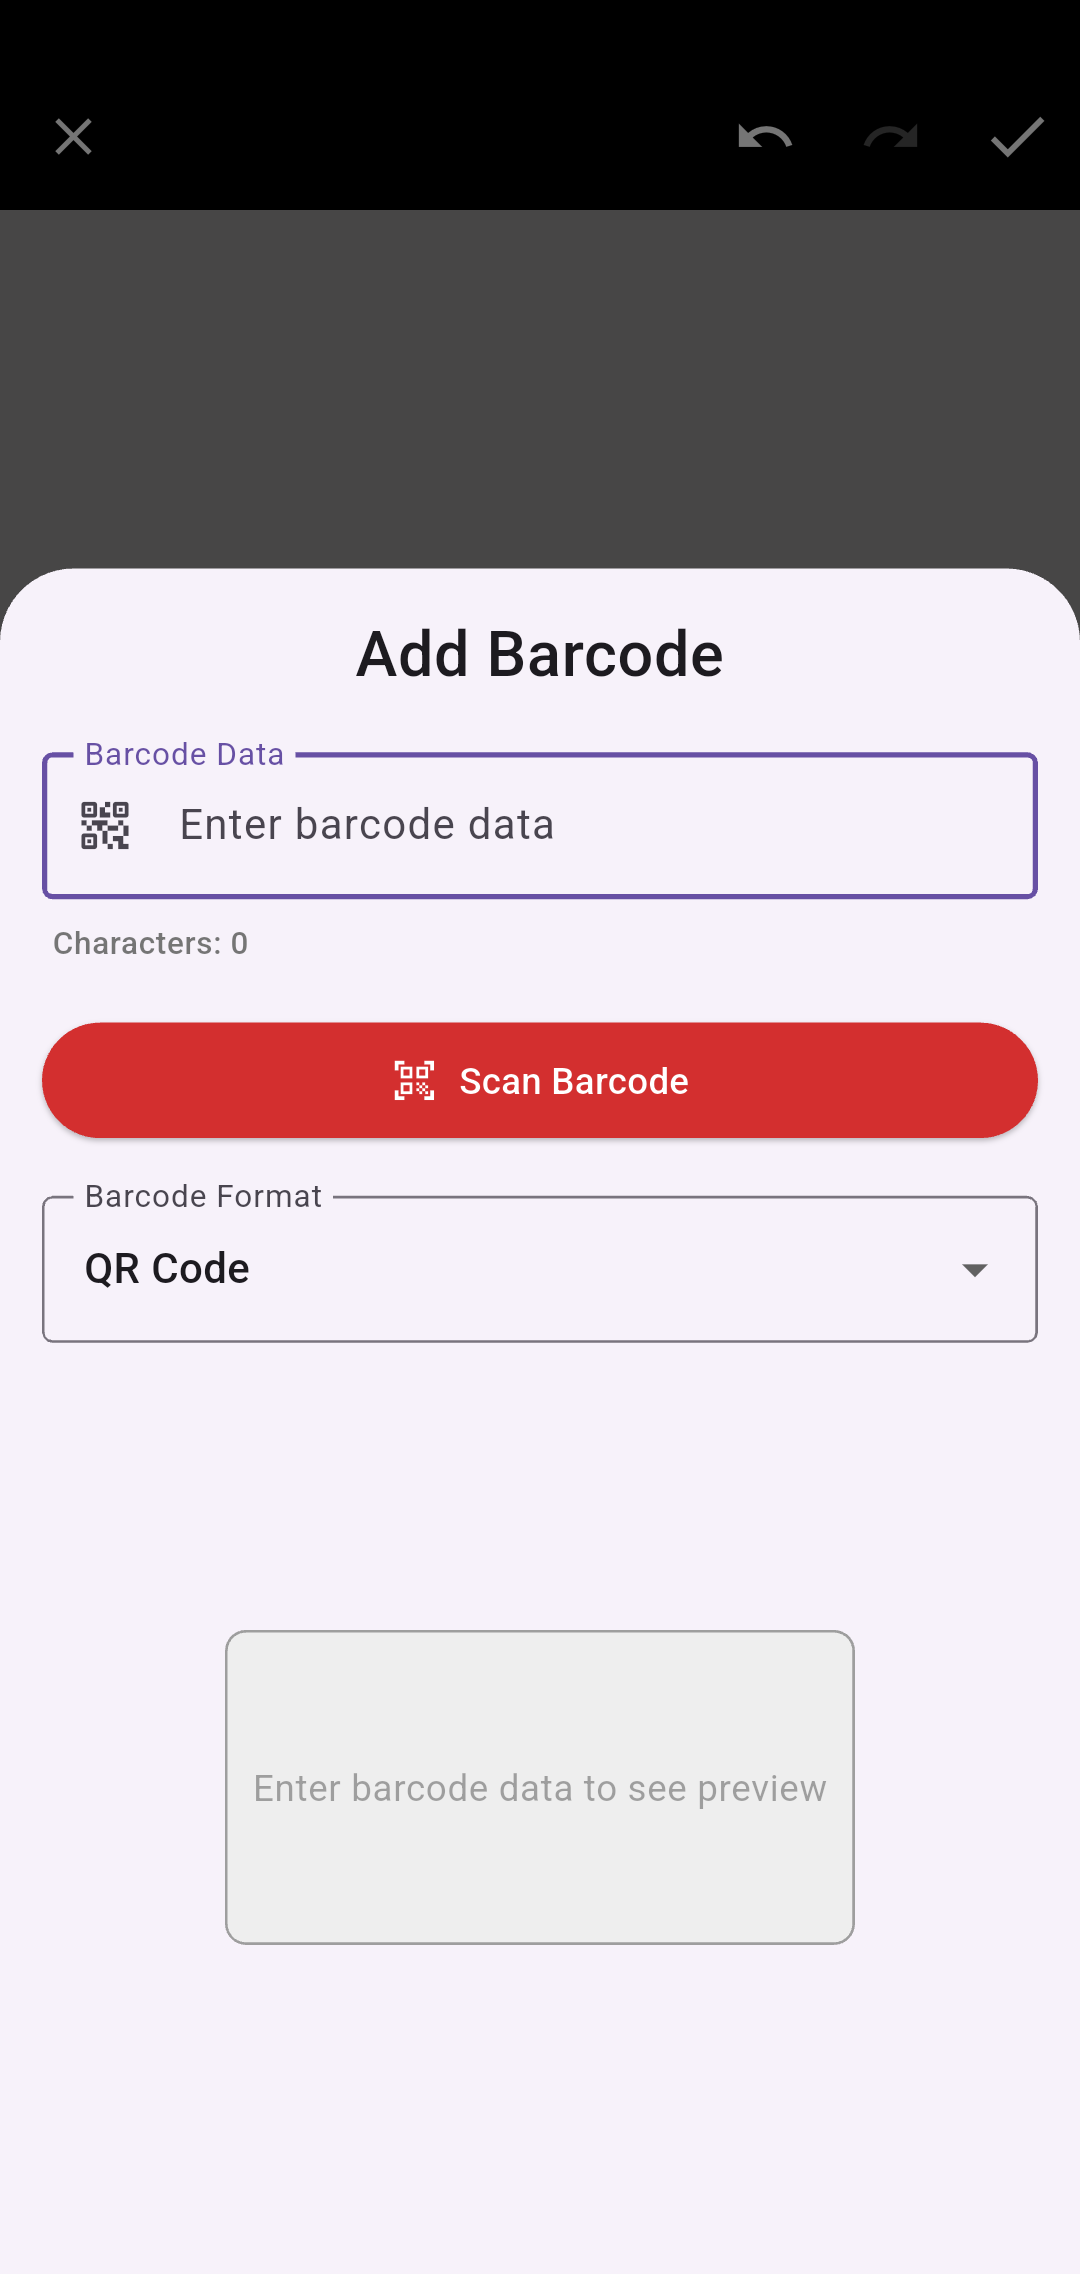 Add Barcode
Barcode Data
Enter barcode data
Characters: 0
Scan Barcode
Barcode Format
QR Code
Enter barcode data to see preview